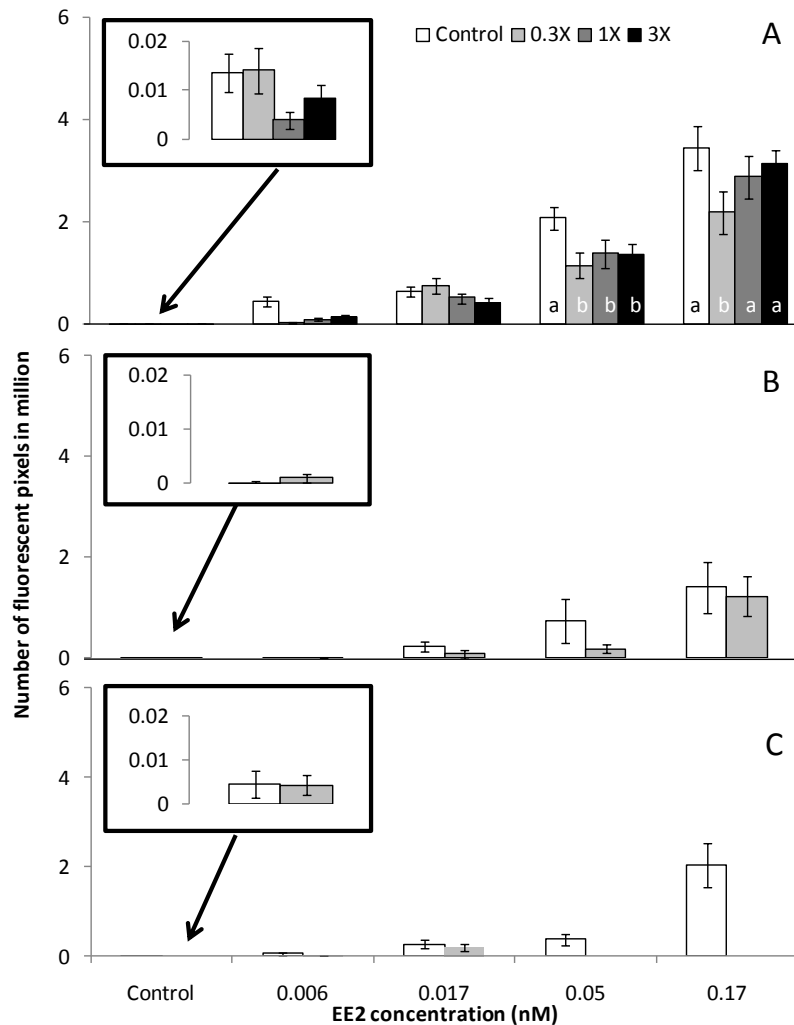 Number of fluorescent pixels in million
6
4
2
0
0.02
0.01
0
Control 0.3X 1X 3X
A
a b b b a b a a
6
4
2
0
0.02
0.01
0
B
6
4
2
0
0.02
0.01
0
C
Control 0.006 0.017 0.05 0.17
EE2 concentration (nM)